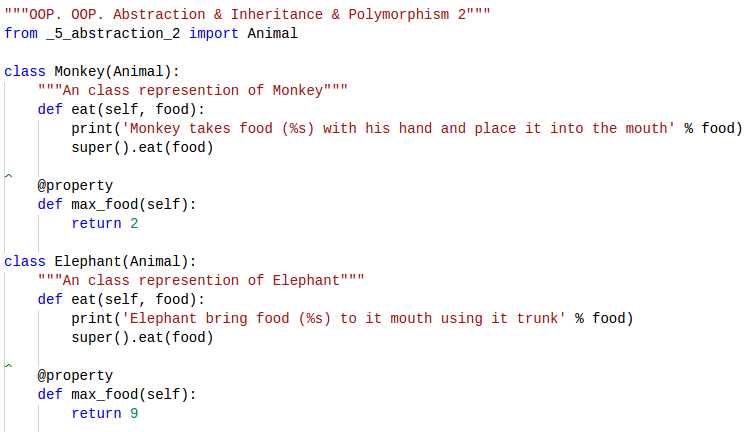 """OOP. OOP. Abstraction & Inheritance & Polymorphism 2"""
from _5_abstraction_2 import Animal

class Monkey(Animal):
    """An class represention of Monkey"""
    def eat(self, food):
        print('Monkey takes food (%s) with his hand and place it into the mouth' % food)
        super().eat(food)

    @property
    def max_food(self):
        return 2

class Elephant(Animal):
    """An class represention of Elephant"""
    def eat(self, food):
        print('Elephant bring food (%s) to it mouth using it trunk' % food)
        super().eat(food)

    @property
    def max_food(self):
        return 9